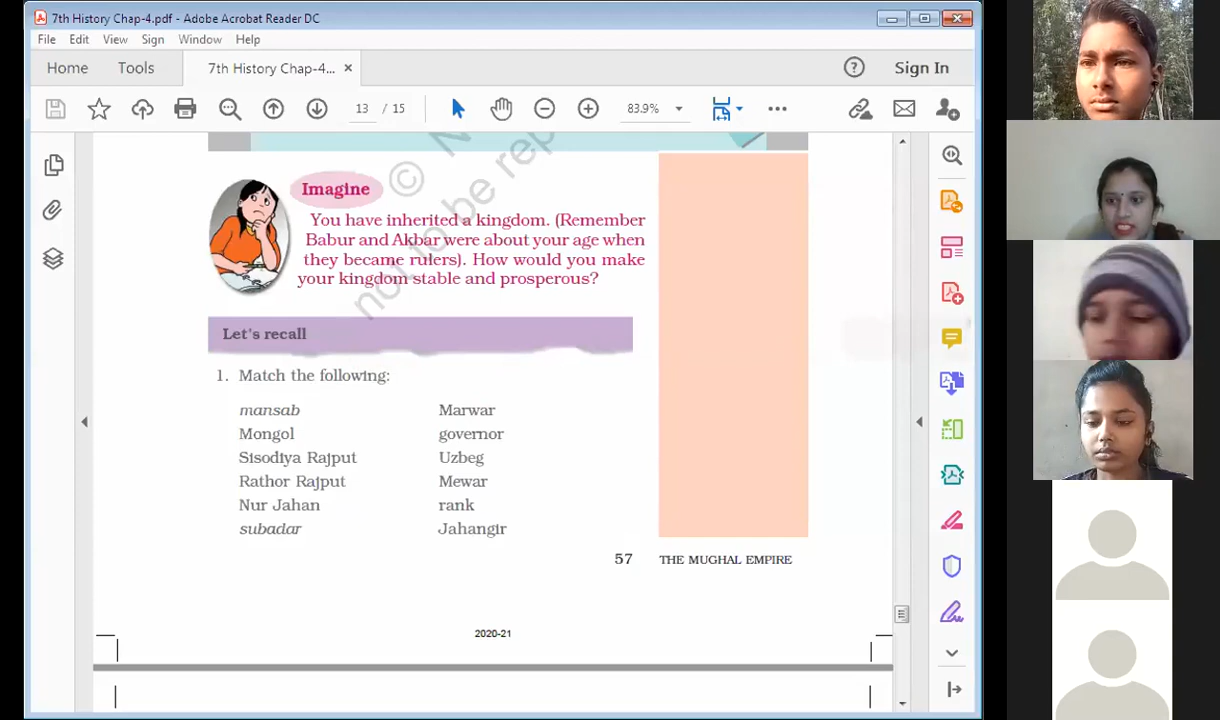 7th History Chap-4.pdf - Adobe Acrobat Reader DC
File Edit View Sign Window Help
Home Tools 7th History Chap-4... × Sign In
13 / 15 83.9%
© N
not to be rep
Imagine
You have inherited a kingdom. (Remember
Babur and Akbar were about your age when
they became rulers). How would you make
your kingdom stable and prosperous?
Let's recall
1. Match the following:
mansab Marwar
Mongol governor
Sisodiya Rajput Uzbeg
Rathor Rajput Mewar
Nur Jahan rank
subadar Jahangir
57 THE MUGHAL EMPIRE
2020-21